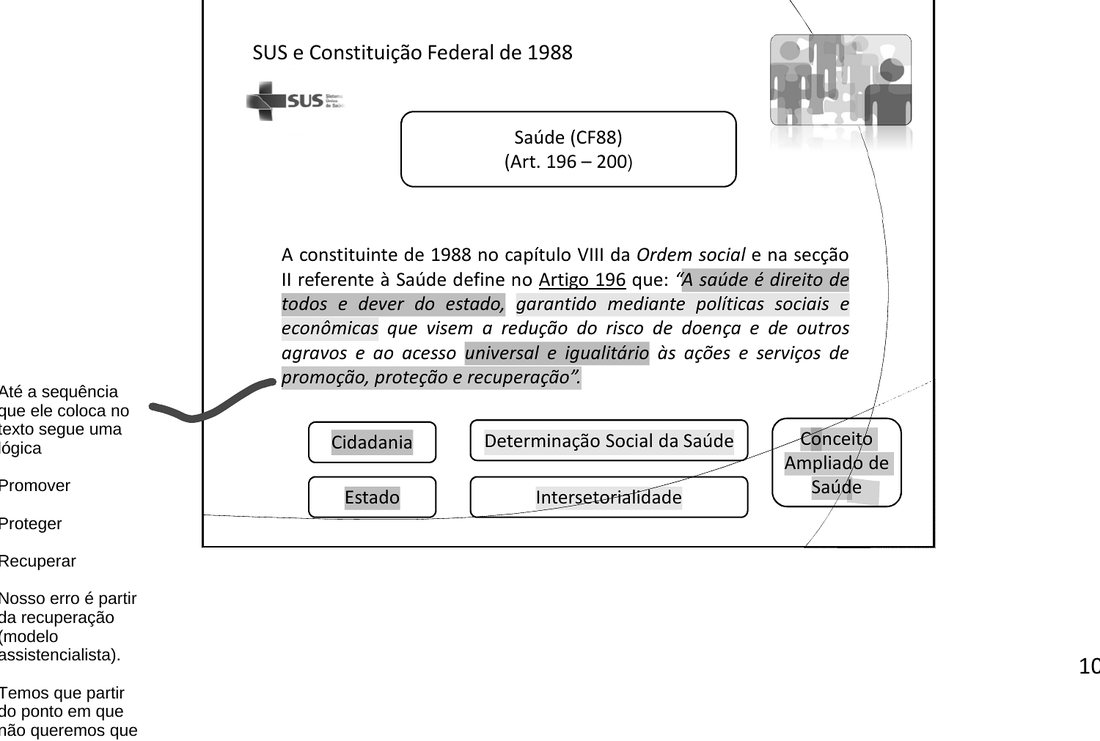 SUS e Constituição Federal de 1988
SUS
Saúde (CF88)
(Art. 196 – 200)
A constituinte de 1988 no capítulo VIII da Ordem social e na secção
II referente à Saúde define no Artigo 196 que: “A saúde é direito de
todos e dever do estado, garantido mediante políticas sociais e
econômicas que visem a redução do risco de doença e de outros
agravos e ao acesso universal e igualitário às ações e serviços de
promoção, proteção e recuperação”.
Cidadania
Determinação Social da Saúde
Conceito
Ampliado de
Saúde
Estado
Intersetorialidade
Até a sequência
que ele coloca no
texto segue uma
lógica
Promover
Proteger
Recuperar
Nosso erro é partir
da recuperação
(modelo
assistencialista).
Temos que partir
do ponto em que
não queremos que
10